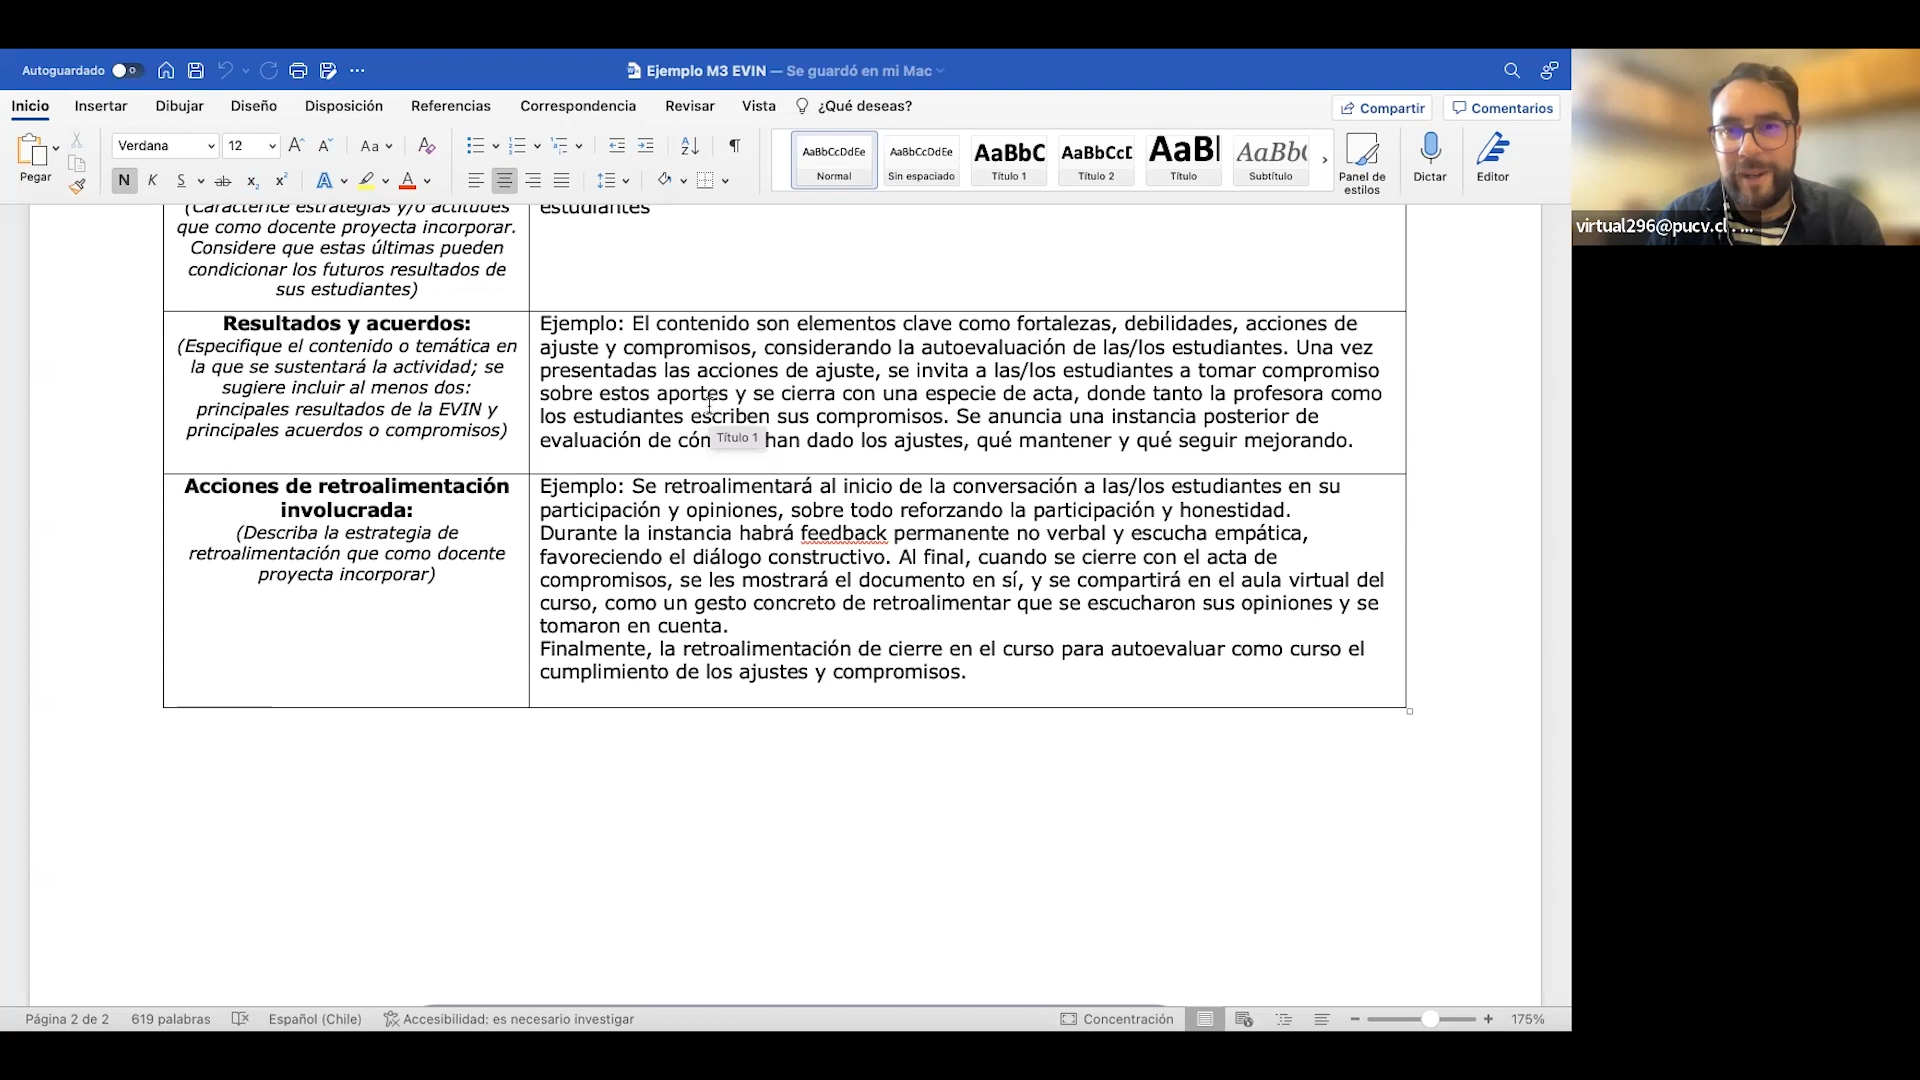 Autoguardado
Ejemplo M3 EVIN — Se guardó en mi Mac
Inicio Insertar Dibujar Diseño Disposición Referencias Correspondencia Revisar Vista ¿Qué deseas?
Compartir Comentarios
Pegar
Verdana 12
AaBbCcDdEe Normal
AaBbCcDdEe Sin espaciado
AaBbC Título 1
AaBbCcD Título 2
AaBb Título
AaBb Subtítulo
Panel de estilos
Dictar
Editor
virtual296@pucv.cl . ...
(Caracterice estrategias y/o actitudes
que como docente proyecta incorporar.
Considere que estas últimas pueden
condicionar los futuros resultados de
sus estudiantes)
estudiantes
Resultados y acuerdos:
(Especifique el contenido o temática en
la que se sustentará la actividad; se
sugiere incluir al menos dos:
principales resultados de la EVIN y
principales acuerdos o compromisos)
Ejemplo: El contenido son elementos clave como fortalezas, debilidades, acciones de
ajuste y compromisos, considerando la autoevaluación de las/los estudiantes. Una vez
presentadas las acciones de ajuste, se invita a las/los estudiantes a tomar compromiso
sobre estos aportes y se cierra con una especie de acta, donde tanto la profesora como
los estudiantes escriben sus compromisos. Se anuncia una instancia posterior de
evaluación de cóm han dado los ajustes, qué mantener y qué seguir mejorando.
Título 1
Acciones de retroalimentación
involucrada:
(Describa la estrategia de
retroalimentación que como docente
proyecta incorporar)
Ejemplo: Se retroalimentará al inicio de la conversación a las/los estudiantes en su
participación y opiniones, sobre todo reforzando la participación y honestidad.
Durante la instancia habrá feedback permanente no verbal y escucha empática,
favoreciendo el diálogo constructivo. Al final, cuando se cierre con el acta de
compromisos, se les mostrará el documento en sí, y se compartirá en el aula virtual del
curso, como un gesto concreto de retroalimentar que se escucharon sus opiniones y se
tomaron en cuenta.
Finalmente, la retroalimentación de cierre en el curso para autoevaluar como curso el
cumplimiento de los ajustes y compromisos.
Página 2 de 2 619 palabras Español (Chile) Accesibilidad: es necesario investigar Concentración 175%